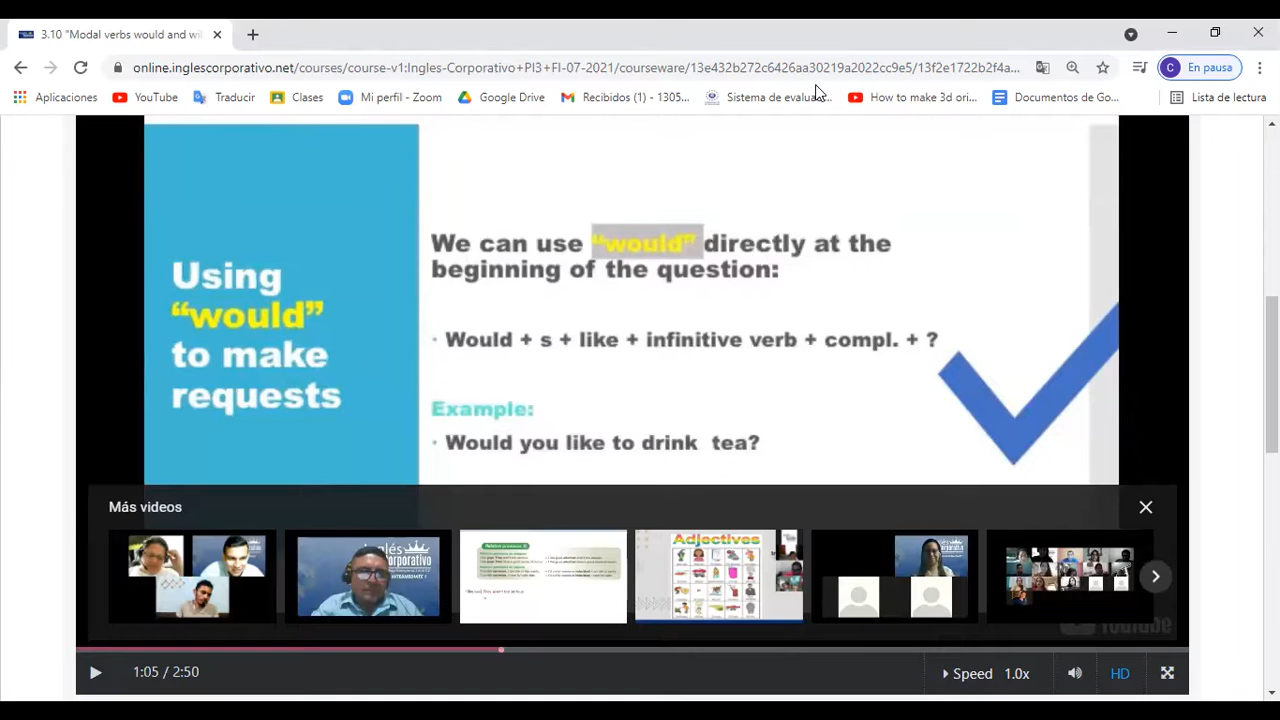 3.10 "Modal verbs would and wi
online.inglescorporativo.net/courses/course-v1:Ingles-Corporativo+PI3+FI-07-2021/courseware/13e432b272c6426aa30219a2022cc9e5/13f2e1722b2f4a...
C En pausa
Aplicaciones
YouTube
Traducir
Clases
Mi perfil - Zoom
Google Drive
Recibidos (1) - 1305...
Sistema de evalua...
How to make 3d ori...
Documentos de Go...
Lista de lectura
Using
“would”
to make
requests
We can use “would” directly at the
beginning of the question:
· Would + s + like + infinitive verb + compl. + ?
Example:
· Would you like to drink tea?
Más videos
Adjectives
YouTube
1:05 / 2:50
Speed 1.0x
HD